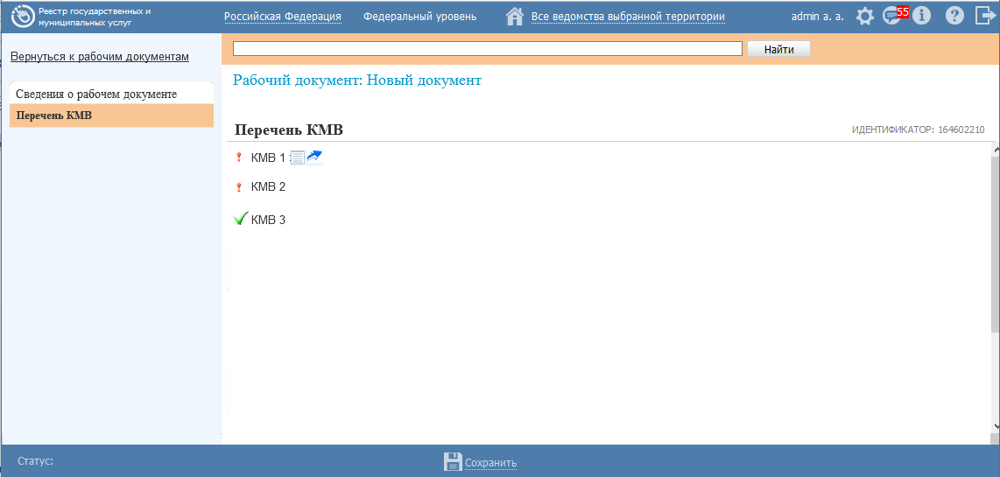 Реестр государственных и
муниципальных услуг
Российская Федерация
Федеральный уровень
Все ведомства выбранной территории
admin a. a.
55
Вернуться к рабочим документам
Найти
Сведения о рабочем документе
Перечень КМВ
Рабочий документ: Новый документ
Перечень КМВ
ИДЕНТИФИКАТОР: 164602210
КМВ 1
КМВ 2
КМВ 3
Статус:
Сохранить